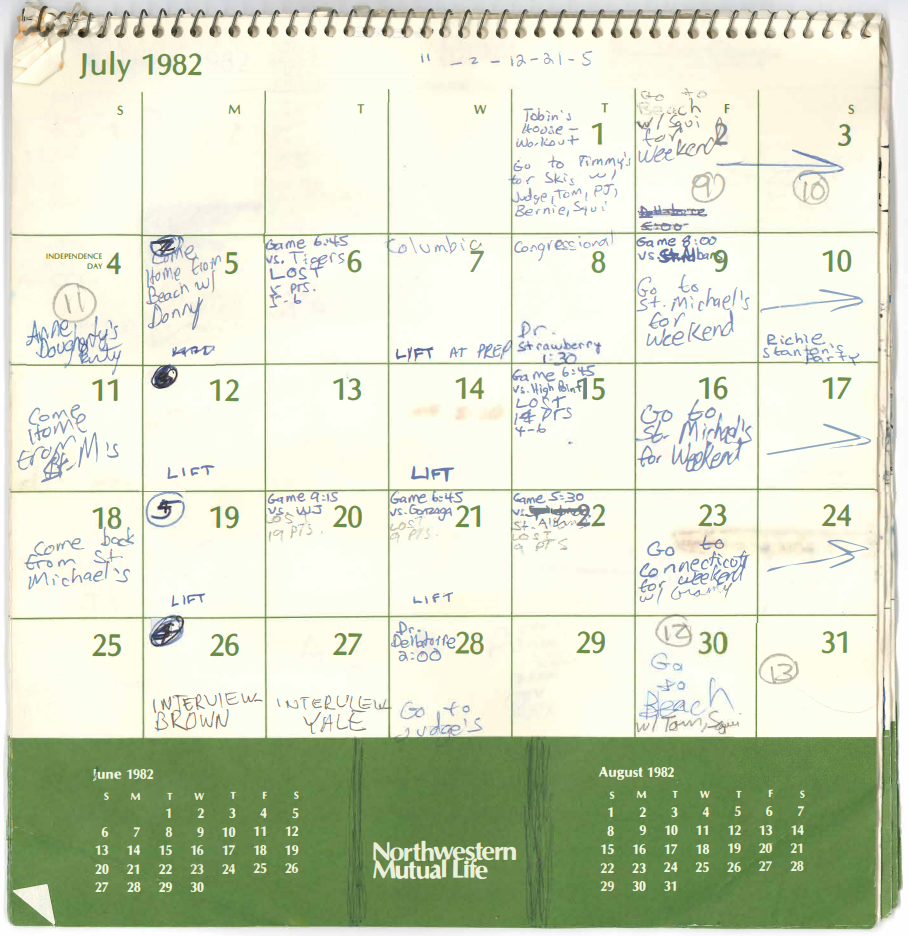 July 1982
" - 2 - 12-21-5
S M T W T F S
Tobin's
House -
Workout
1
Go to Timmy's
for Skis w/
Judge, Tom, PJ,
Bernie, Squi
Go to
Beach
w/ Squi
for
Weekend
2
9
5:00
3
10
INDEPENDENCE
DAY 4
11
Anne
Dougherty's
Party
Come
Home from
Beach w/
Danny
5
Game 6:45
vs. Tigers
LOST
5 PTS.
5-6
6
Columbia
7
LIFT AT PREP
Congressional
8
Dr.
Strawberry
1:30
Game 8:00
vs. St. Albans
9
Go to
St. Michael's
for
Weekend
10
Richie
Stanton's
Party
11
Come
Home
from
St. M's
12
LIFT
13
14
LIFT
Game 6:45
vs. High Point
LOST
14 PTS
4-6
15
16
Go to
St. Michael's
for Weekend
17
18
Come back
from St.
Michael's
5
19
LIFT
Game 9:15
vs. WJ
LOST
19 PTS.
20
Game 6:45
vs. Gonzaga
LOST
9 PTS.
21
LIFT
Game 5:30
vs.
St. Albans
LOST
9 PTS
22
23
Go to
Connecticut
for weekend
w/ Grammy
24
25
4
26
INTERVIEW
BROWN
27
INTERVIEW
YALE
Dr.
2:00
28
Go to
Judge's
29
12
30
Go
to
Beach
w/ Tom, Squi
31
13
June 1982
S M T W T F S
1 2 3 4 5
6 7 8 9 10 11 12
13 14 15 16 17 18 19
20 21 22 23 24 25 26
27 28 29 30
Northwestern
Mutual Life
August 1982
S M T W T F S
1 2 3 4 5 6 7
8 9 10 11 12 13 14
15 16 17 18 19 20 21
22 23 24 25 26 27 28
29 30 31